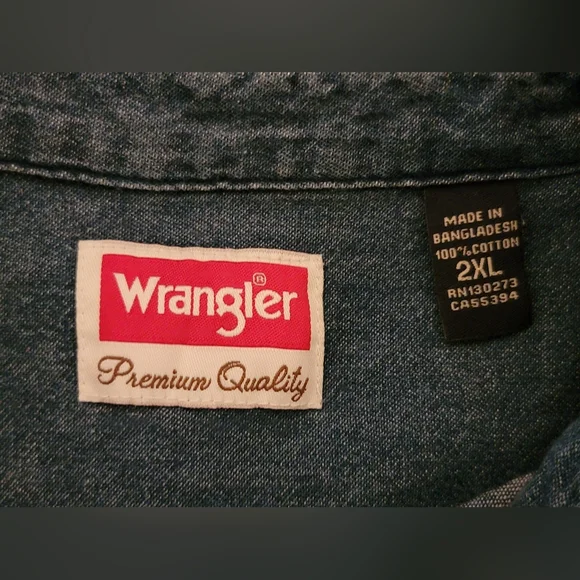 Wrangler®
Premium Quality
MADE IN
BANGLADESH
100% COTTON
2XL
RN130273
CA55394